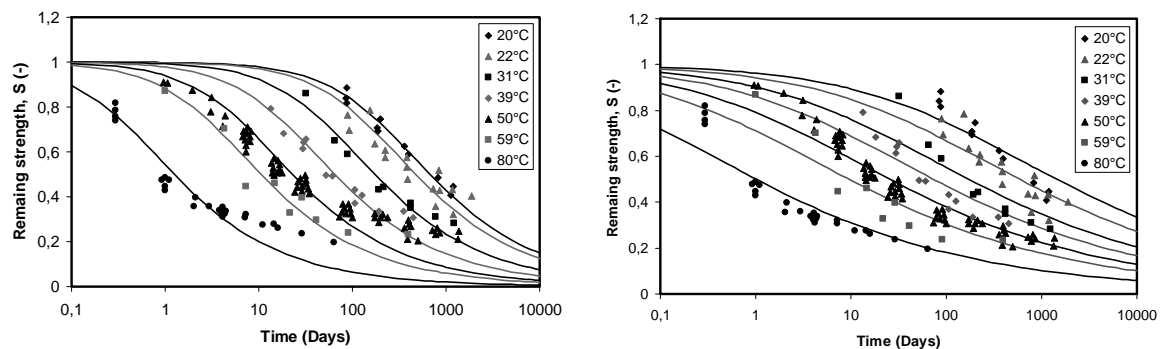 1,2
1
0,8
0,6
0,4
0,2
0
Remaing strength, S (-)
0,1 1 10 100 1000 10000
Time (Days)
20°C
22°C
31°C
39°C
50°C
59°C
80°C
1,2
1
0,8
0,6
0,4
0,2
0
Remaing strength, S (-)
0,1 1 10 100 1000 10000
Time (Days)
20°C
22°C
31°C
39°C
50°C
59°C
80°C